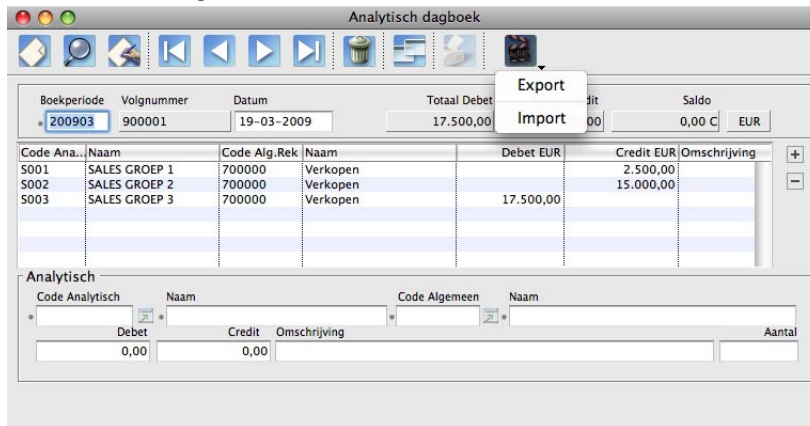 Analytisch dagboek
Export
Import
Boekperiode Volgnummer Datum Totaal Debet dit Saldo
200903 900001 19-03-2009 17.500,00 00 0,00 C EUR
Code Ana... Naam Code Alg.Rek Naam Debet EUR Credit EUR Omschrijving
S001 SALES GROEP 1 700000 Verkopen 2.500,00
S002 SALES GROEP 2 700000 Verkopen 15.000,00
S003 SALES GROEP 3 700000 Verkopen 17.500,00
Analytisch
Code Analytisch Naam Code Algemeen Naam
Debet Credit Omschrijving Aantal
0,00 0,00